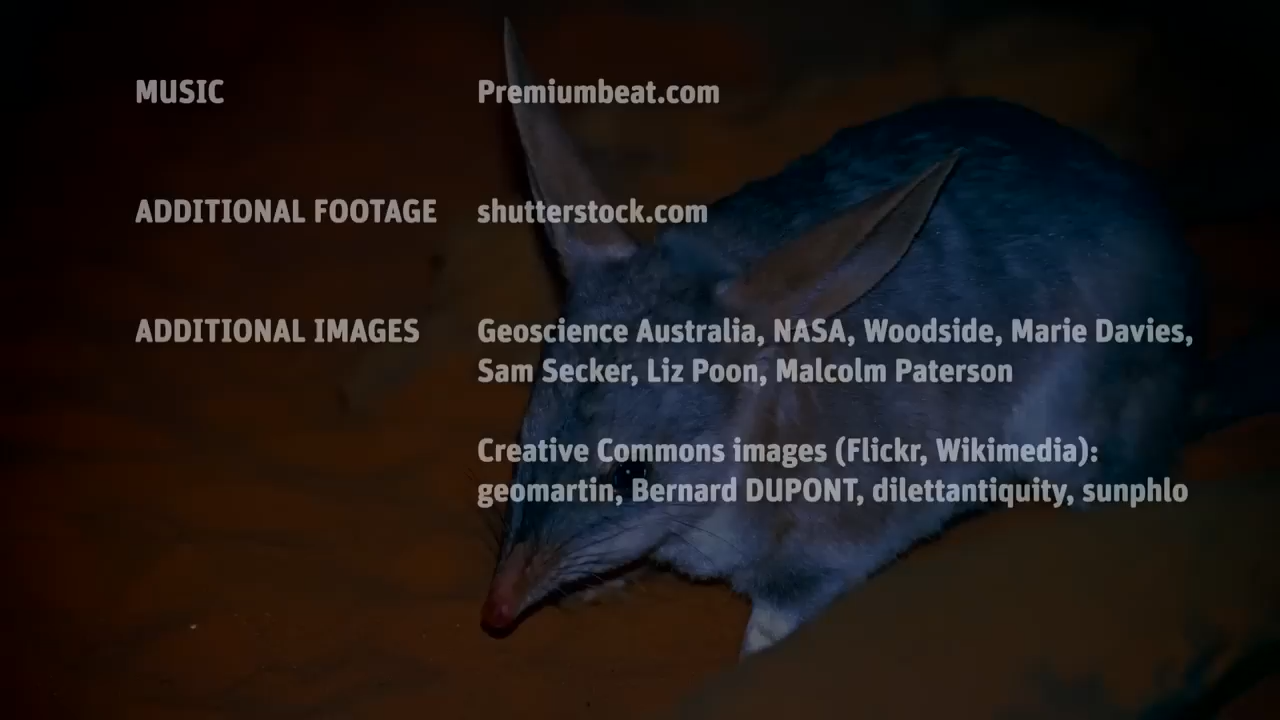 MUSIC Premiumbeat.com
ADDITIONAL FOOTAGE shutterstock.com
ADDITIONAL IMAGES Geoscience Australia, NASA, Woodside, Marie Davies,
Sam Secker, Liz Poon, Malcolm Paterson
Creative Commons images (Flickr, Wikimedia):
geomartin, Bernard DUPONT, dilettantiquity, sunphlo